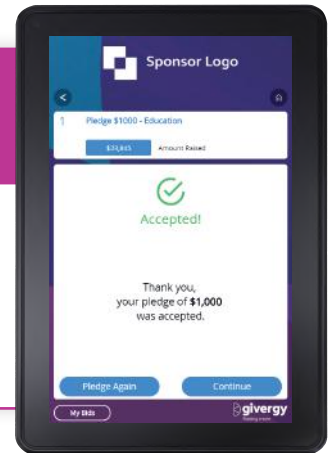 Sponsor Logo
1 Pledge $1000 - Education
Amount Raised
Accepted!
Thank you,
your pledge of $1,000
was accepted.
Pledge Again Continue
My Bids givergy